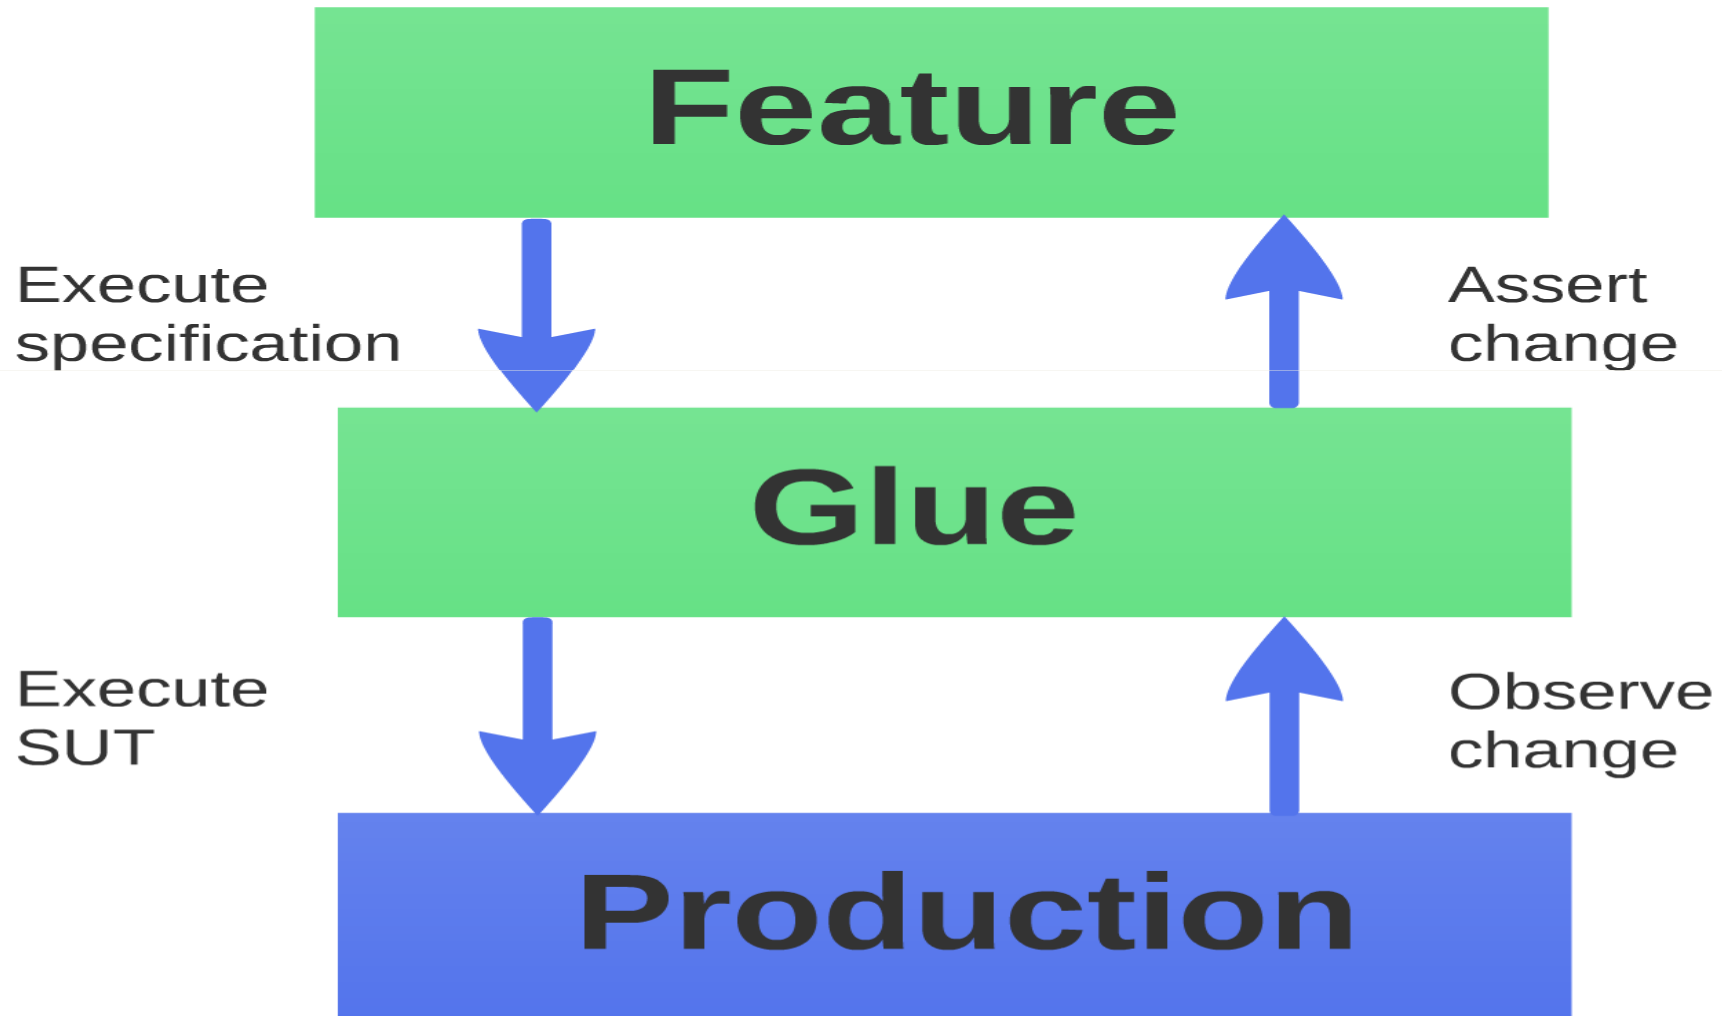 Feature
Execute
specification
Assert
change
Glue
Execute
SUT
Observe
change
Production